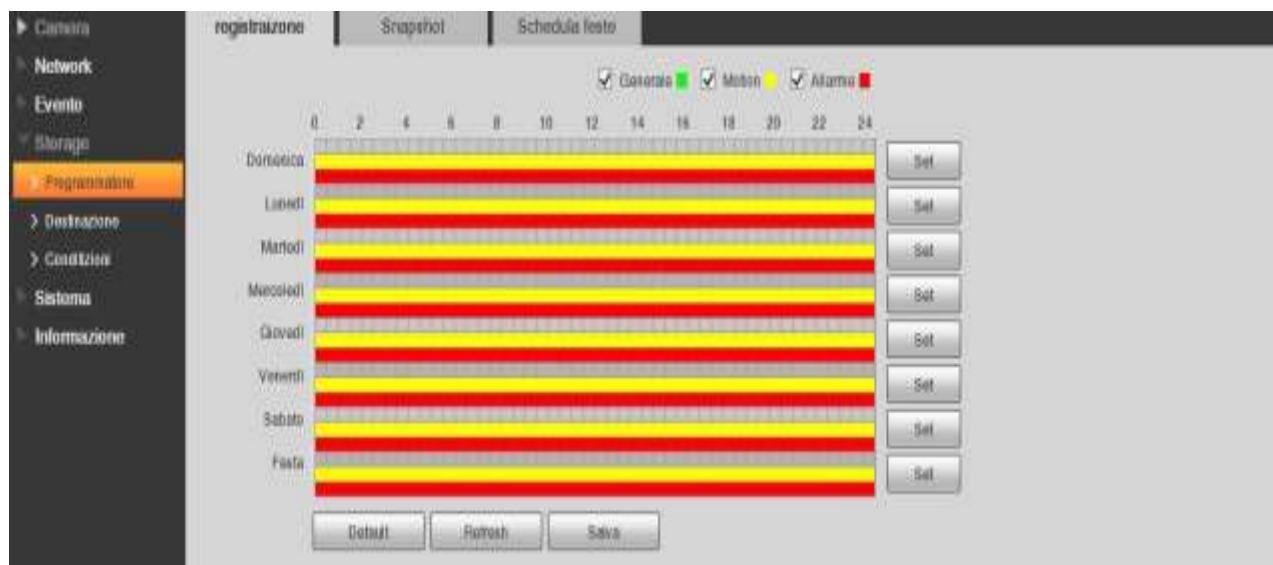 Camera
Network
Evento
Storage
Programmatore
Destinazione
Condizioni
Sistema
Informazione
registraizone Snapshot Schedula feste
Generale Motion Allarme
0 2 4 6 8 10 12 14 16 18 20 22 24
Domenica Set
Lunedì Set
Martedì Set
Mercoledì Set
Giovedì Set
Venerdì Set
Sabato Set
Festa Set
Default Refresh Salva